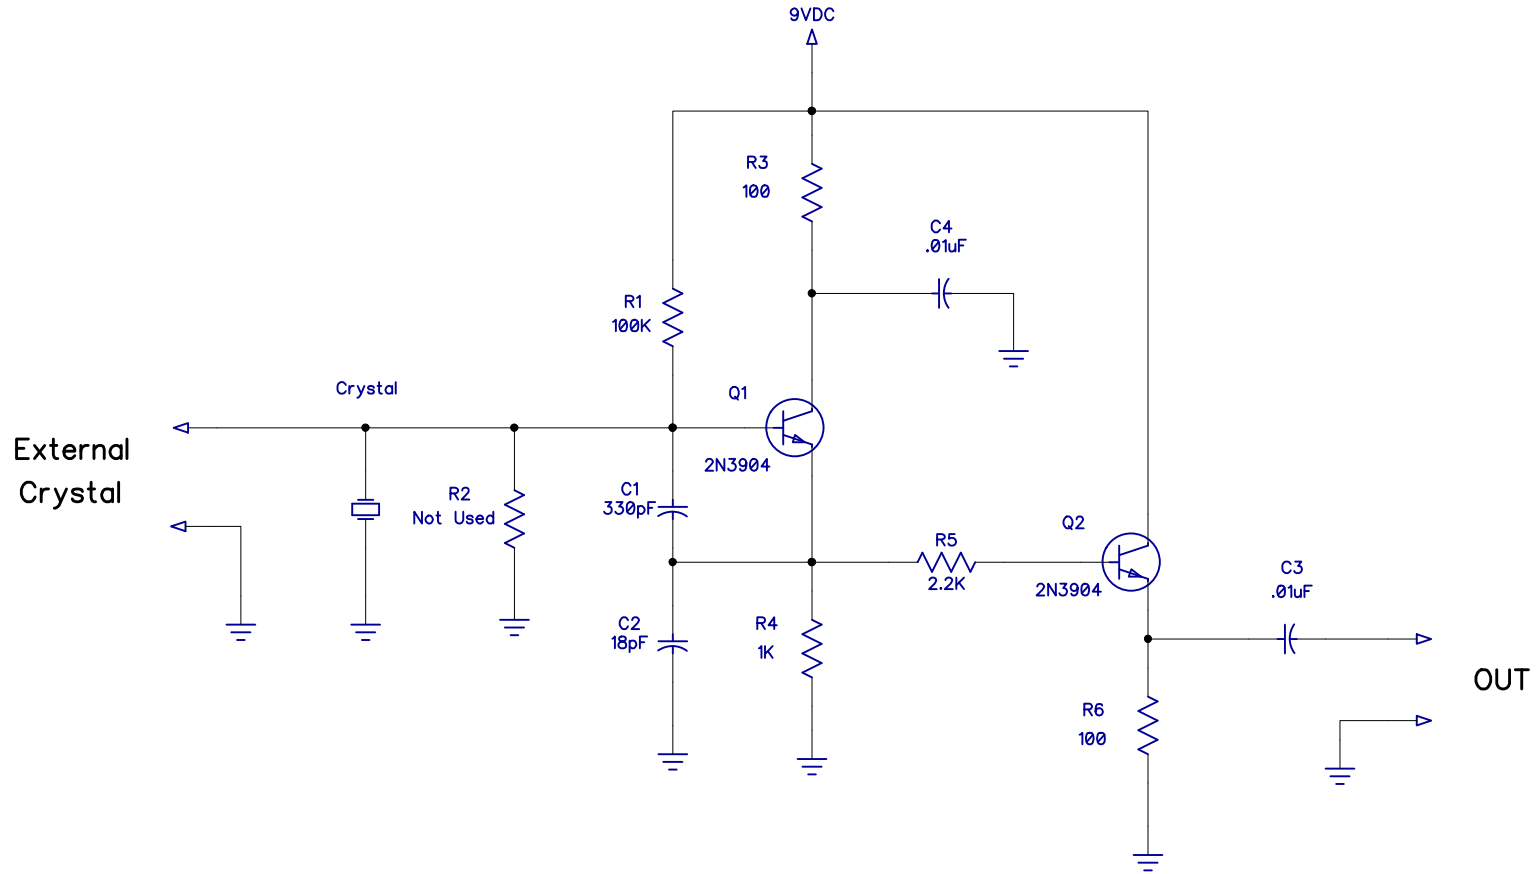 9VDC
R3
100
C4
.01uF
R1
100K
Crystal
Q1
External
Crystal
2N3904
R2
Not Used
C1
330pF
Q2
R5
2.2K
2N3904
C3
.01uF
C2
18pF
R4
1K
OUT
R6
100